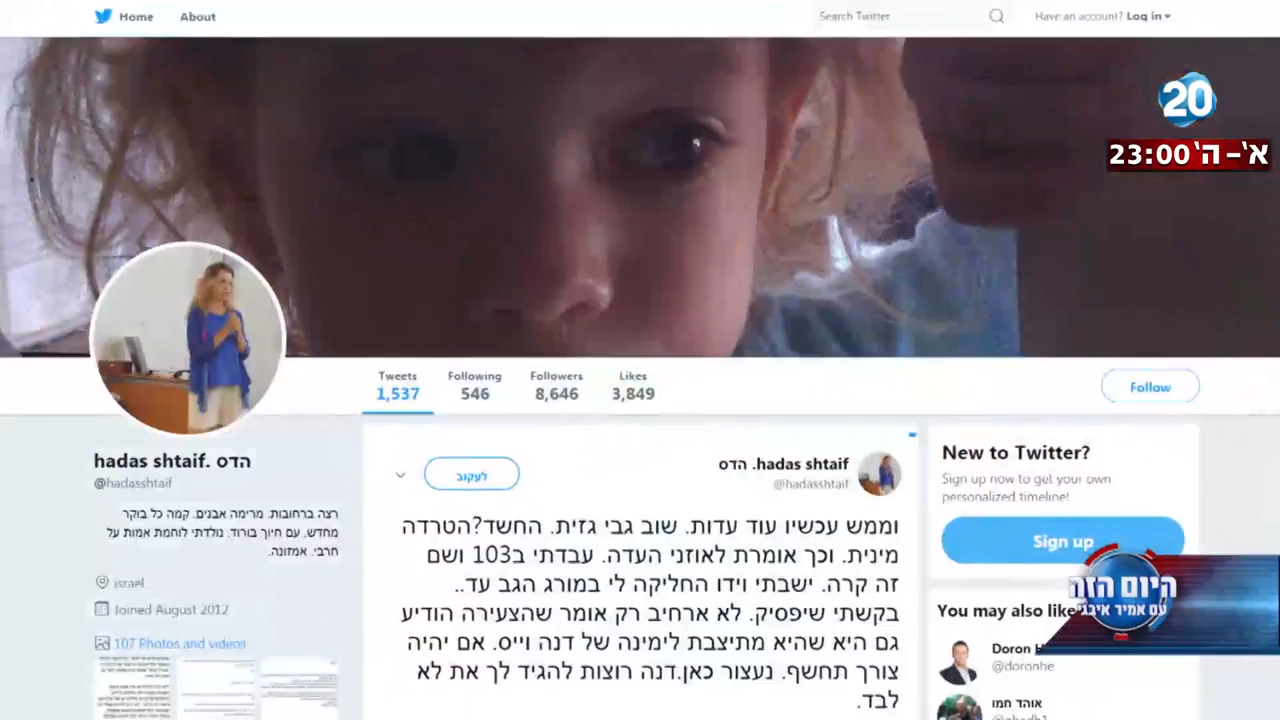 Home About Search Twitter Have an account? Log in
20
א'-ה' 23:00
Tweets Following Followers Likes
1,537 546 8,646 3,849
Follow
hadas shtaif. הדס
@hadasshtaif
רצה ברחובות. מרימה אבנים. קמה כל בוקר
מחדש, עם חיוך בורוד. נולדתי לוחמת אמות על
חרבי. אמזונה.
israel
Joined August 2012
107 Photos and videos
לעקוב
hadas shtaif. הדס
@hadasshtaif
וממש עכשיו עוד עדות. שוב גבי גזית. החשד?הטרדה
מינית. וכך אומרת לאוזני העדה. עבדתי ב103 ושם
זה קרה. ישבתי וידו החליקה לי במורג הגב עד..
בקשתי שיפסיק. לא ארחיב רק אומר שהצעירה הודיע
גם היא שהיא מתיצבת לימינה של דנה וייס. אם יהיה
צורך תחשף. נעצור כאן.דנה רוצות להגיד לך את לא
לבד.
New to Twitter?
Sign up now to get your own
personalized timeline!
Sign up
You may also like
Doron
@doronhe
אוהד חמו
היום הזה
עם אמיר איבגי